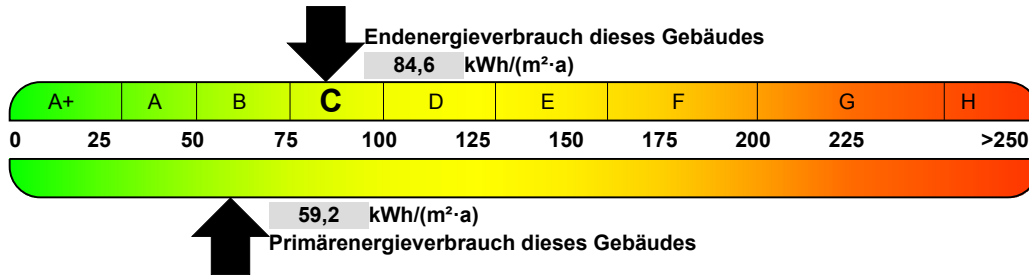 Endenergieverbrauch dieses Gebäudes
84,6 kWh/(m²·a)
A+ A B C D E F G H
0 25 50 75 100 125 150 175 200 225 >250
59,2 kWh/(m²·a)
Primärenergieverbrauch dieses Gebäudes